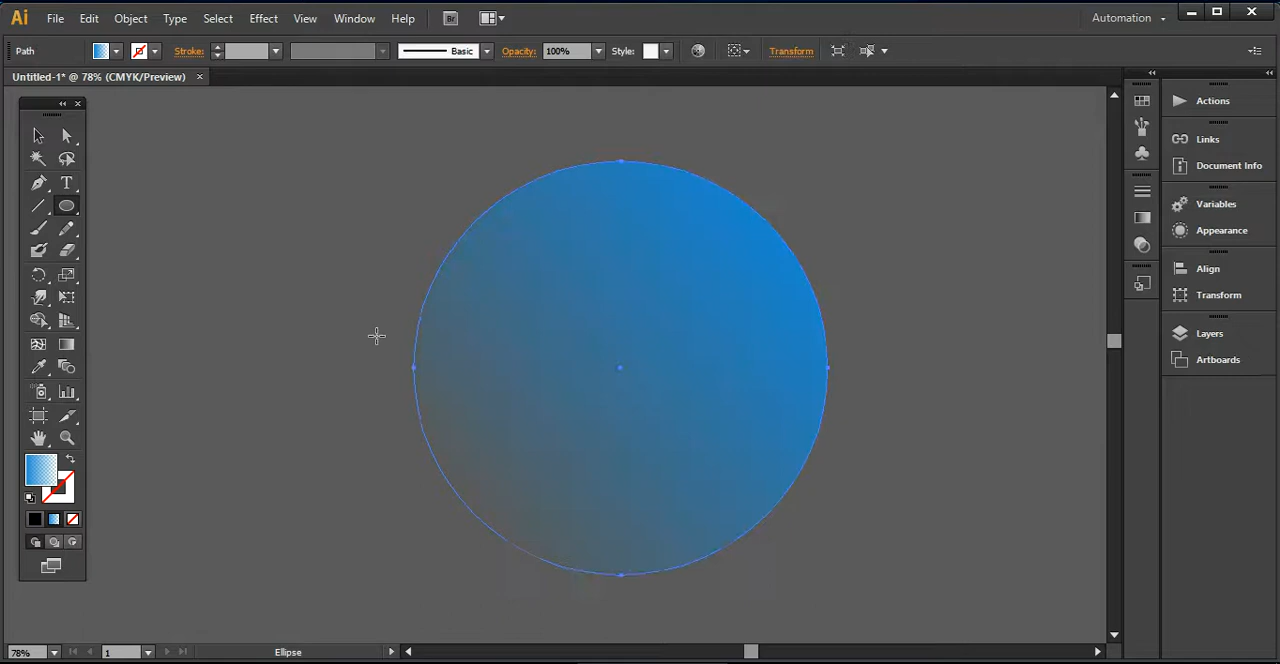 Ai File Edit Object Type Select Effect View Window Help Br Automation
Path Stroke: Basic Opacity: 100% Style: Transform
Untitled-1* @ 78% (CMYK/Preview)
Actions
Links
Document Info
T
Variables
Appearance
Align
Transform
Layers
Artboards
78% 1 Ellipse